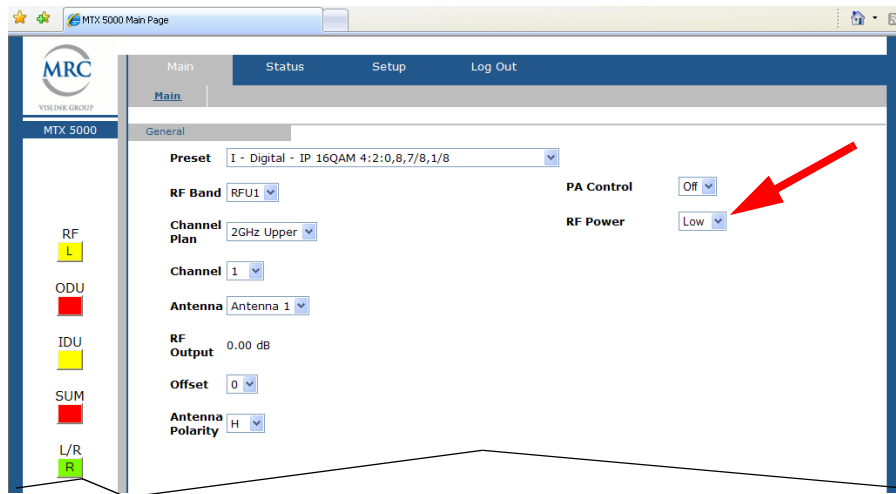 MTX 5000 Main Page
MRC
VISLINK GROUP
MTX 5000
Main Status Setup Log Out
Main
General
Preset I - Digital - IP 16QAM 4:2:0,8,7/8,1/8
RF Band RFU1
PA Control Off
Channel Plan 2GHz Upper
RF Power Low
Channel 1
Antenna Antenna 1
RF Output 0.00 dB
Offset 0
Antenna Polarity H
RF
L
ODU
IDU
SUM
L/R
R